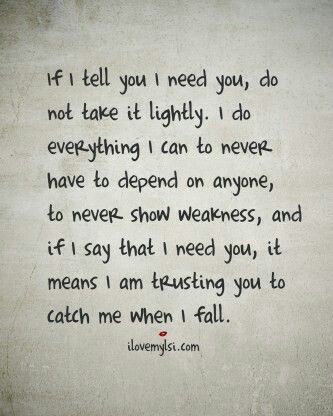 If I tell you I need you, do
not take it lightly. I do
everything I can to never
have to depend on anyone,
to never show weakness, and
if I say that I need you, it
means I am trusting you to
catch me when I fall.
ilovemylsi.com